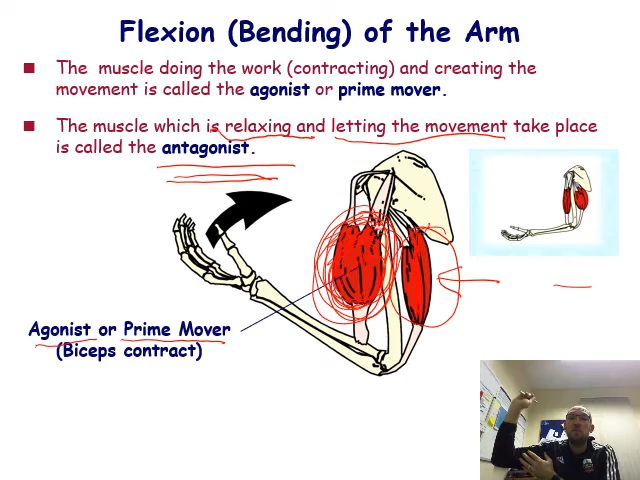 Flexion (Bending) of the Arm
The muscle doing the work (contracting) and creating the
movement is called the agonist or prime mover.
The muscle which is relaxing and letting the movement take place
is called the antagonist.
Agonist or Prime Mover
(Biceps contract)